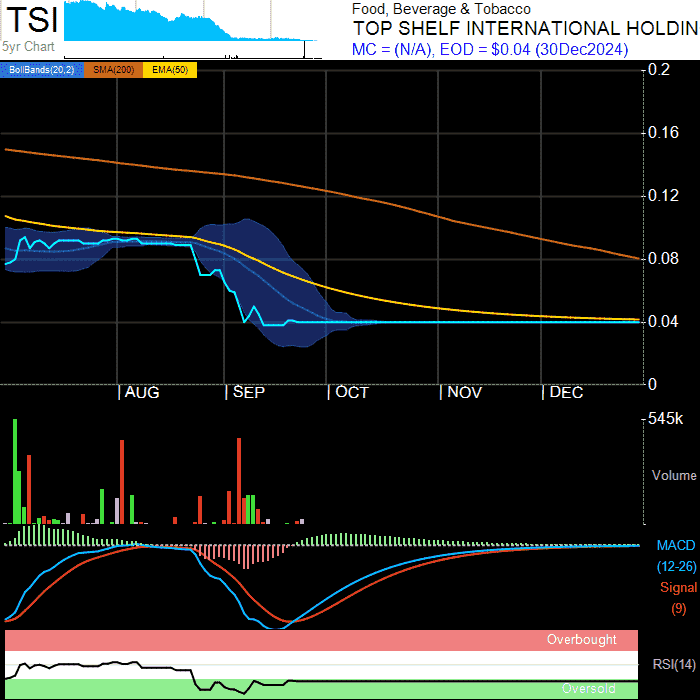 TSI
5yr Chart
Food, Beverage & Tobacco
TOP SHELF INTERNATIONAL HOLDIN
MC = (N/A), EOD = $0.04 (30Dec2024)
BollBands(20,2) SMA(200) EMA(50)
0.2
0.16
0.12
0.08
0.04
0
AUG SEP OCT NOV DEC
545k
Volume
MACD
(12-26)
Signal
(9)
Overbought
RSI(14)
Oversold